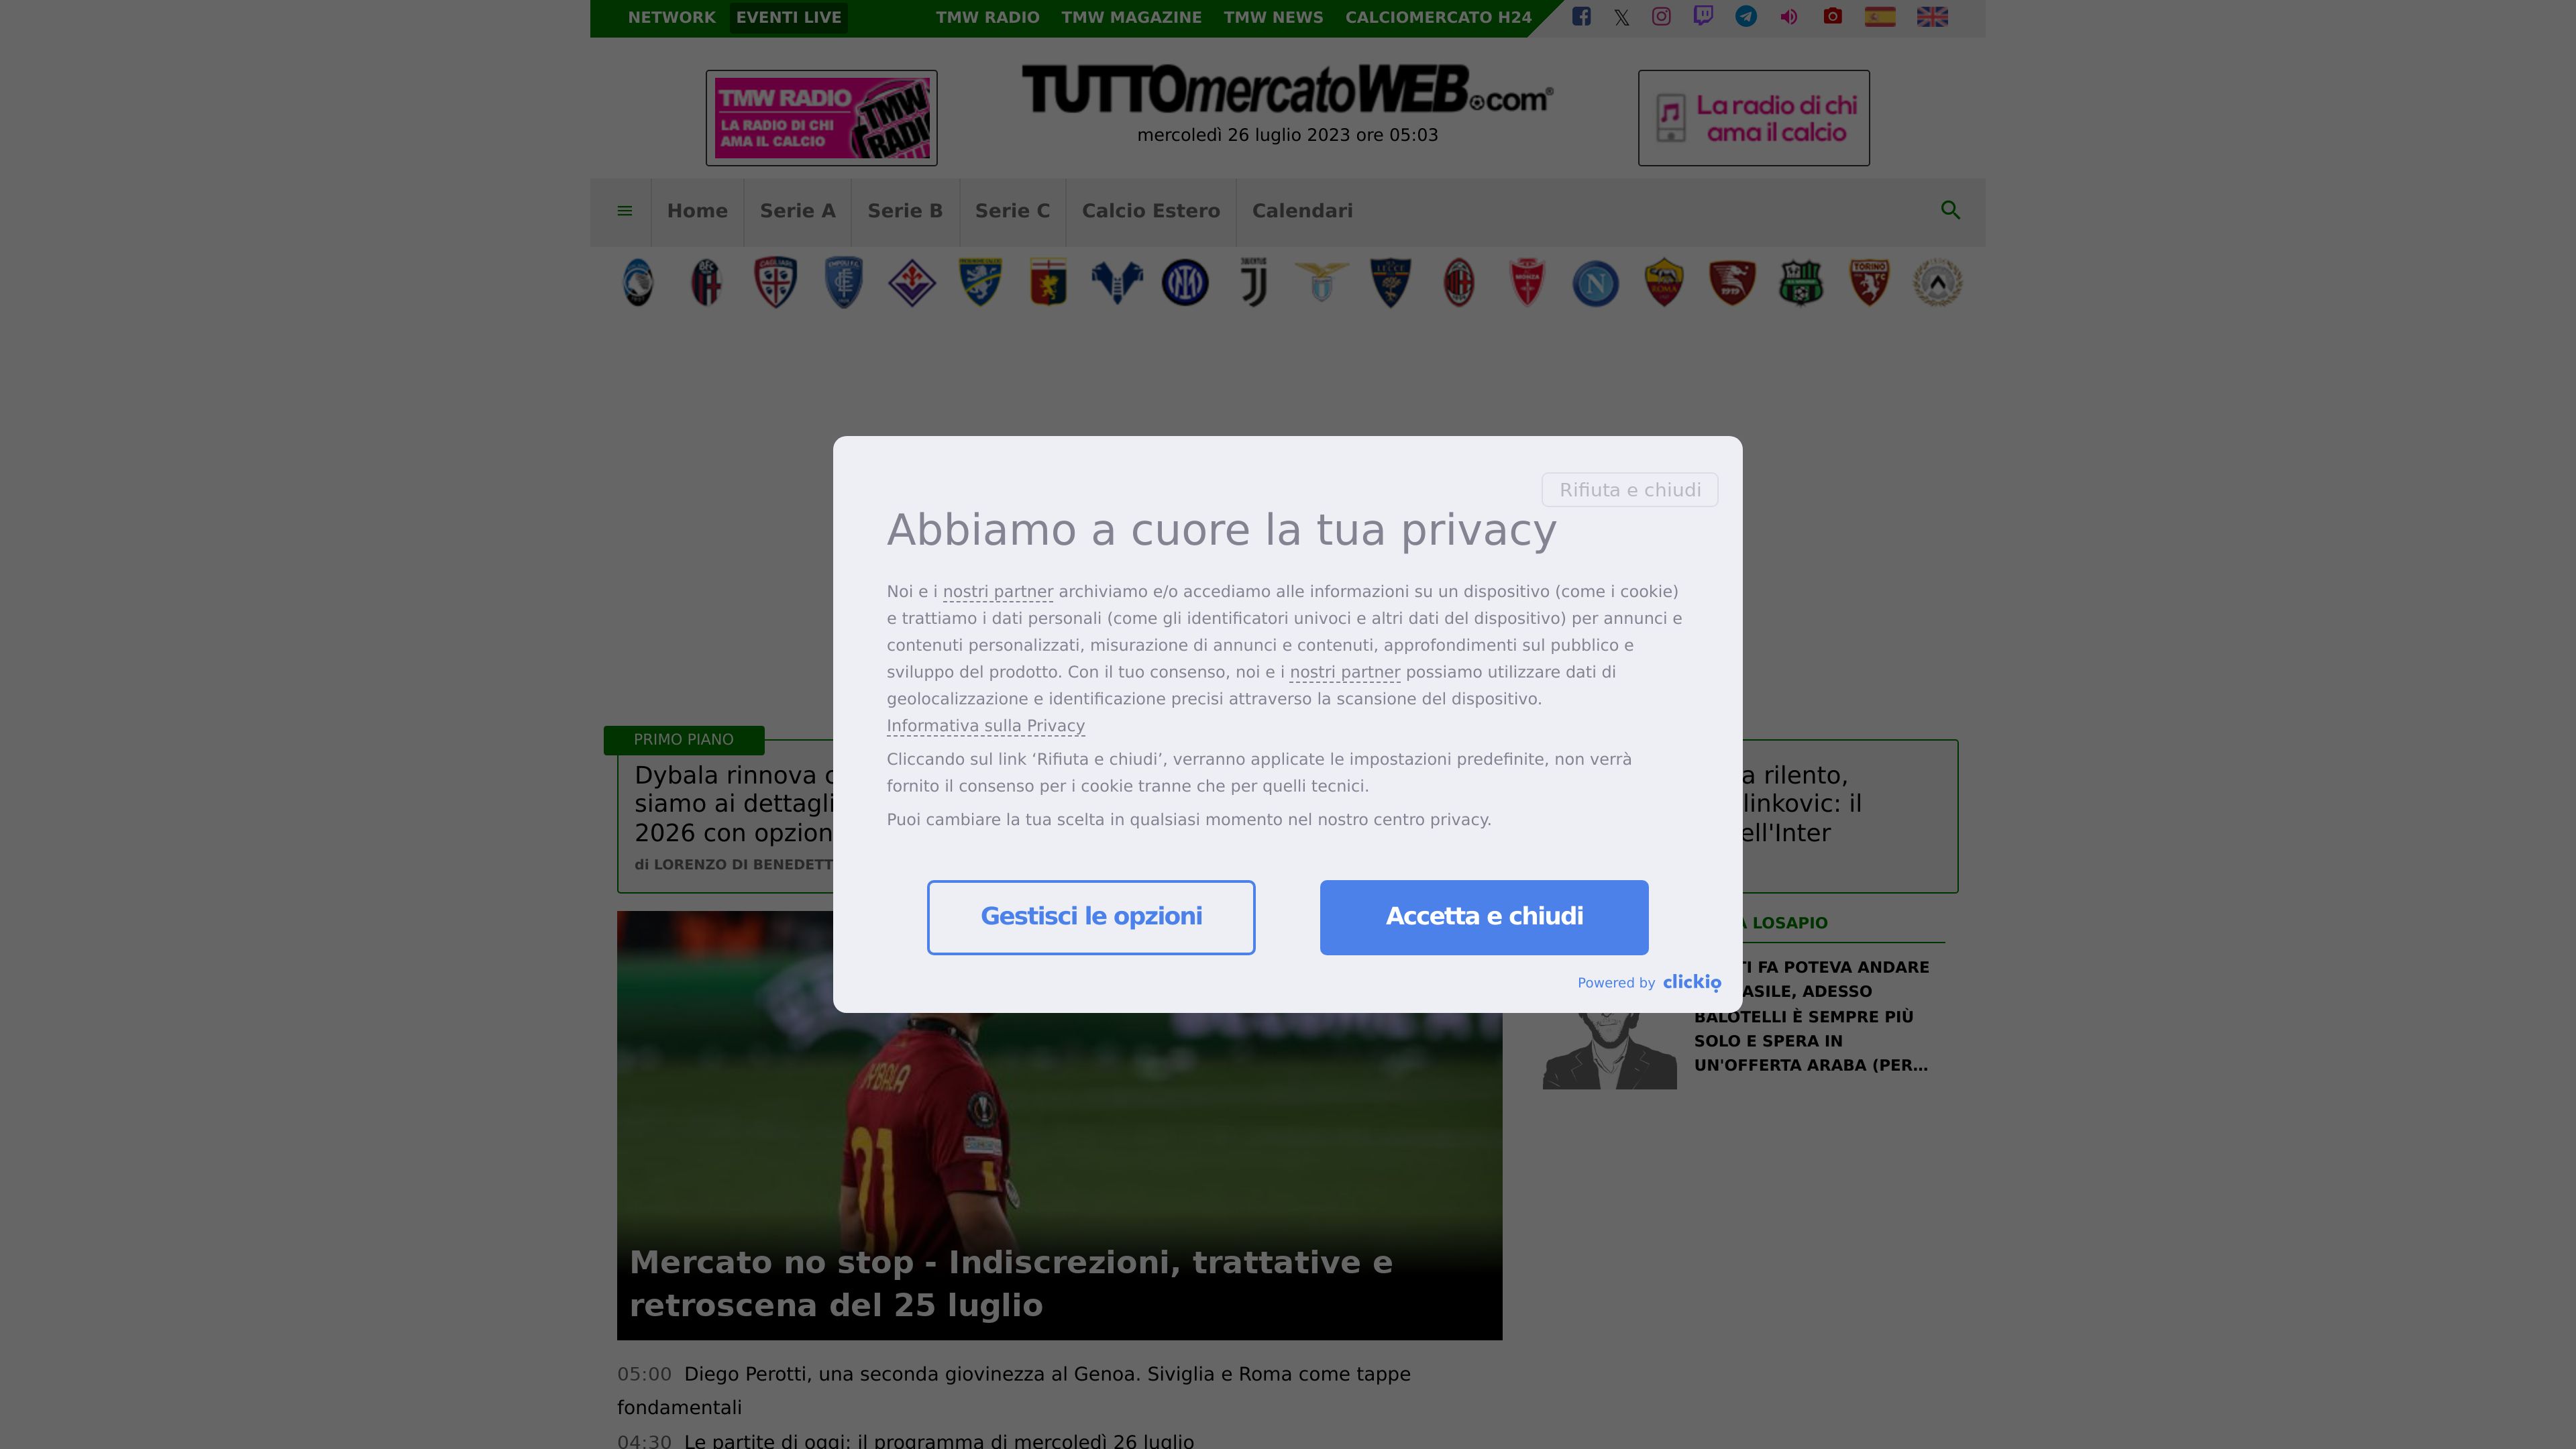 NETWORK EVENTI LIVE TMW RADIO TMW MAGAZINE TMW NEWS CALCIOMERCATO H24
TMW RADIO
LA RADIO DI CHI
AMA IL CALCIO
TMW
RADI
TUTTOmercatoWEB.com®
mercoledì 26 luglio 2023 ore 05:03
La radio di chi
ama il calcio
Home Serie A Serie B Serie C Calcio Estero Calendari
Rifiuta e chiudi
Abbiamo a cuore la tua privacy
Noi e i nostri partner archiviamo e/o accediamo alle informazioni su un dispositivo (come i cookie)
e trattiamo i dati personali (come gli identificatori univoci e altri dati del dispositivo) per annunci e
contenuti personalizzati, misurazione di annunci e contenuti, approfondimenti sul pubblico e
sviluppo del prodotto. Con il tuo consenso, noi e i nostri partner possiamo utilizzare dati di
geolocalizzazione e identificazione precisi attraverso la scansione del dispositivo.
Informativa sulla Privacy
Cliccando sul link ‘Rifiuta e chiudi’, verranno applicate le impostazioni predefinite, non verrà
fornito il consenso per i cookie tranne che per quelli tecnici.
Puoi cambiare la tua scelta in qualsiasi momento nel nostro centro privacy.
Gestisci le opzioni Accetta e chiudi
Powered by clickio
PRIMO PIANO
Dybala rinnova
siamo ai dettagli
2026 con opzion
di LORENZO DI BENEDETT
a rilento,
linkovic: il
ell'Inter
LOSAPIO
TI FA POTEVA ANDARE
ASILE, ADESSO
BALOTELLI È SEMPRE PIÙ
SOLO E SPERA IN
UN'OFFERTA ARABA (PER...
YBALA
21
Mercato no stop - Indiscrezioni, trattative e
retroscena del 25 luglio
05:00 Diego Perotti, una seconda giovinezza al Genoa. Siviglia e Roma come tappe
fondamentali
04:30 Le partite di oggi: il programma di mercoledì 26 luglio